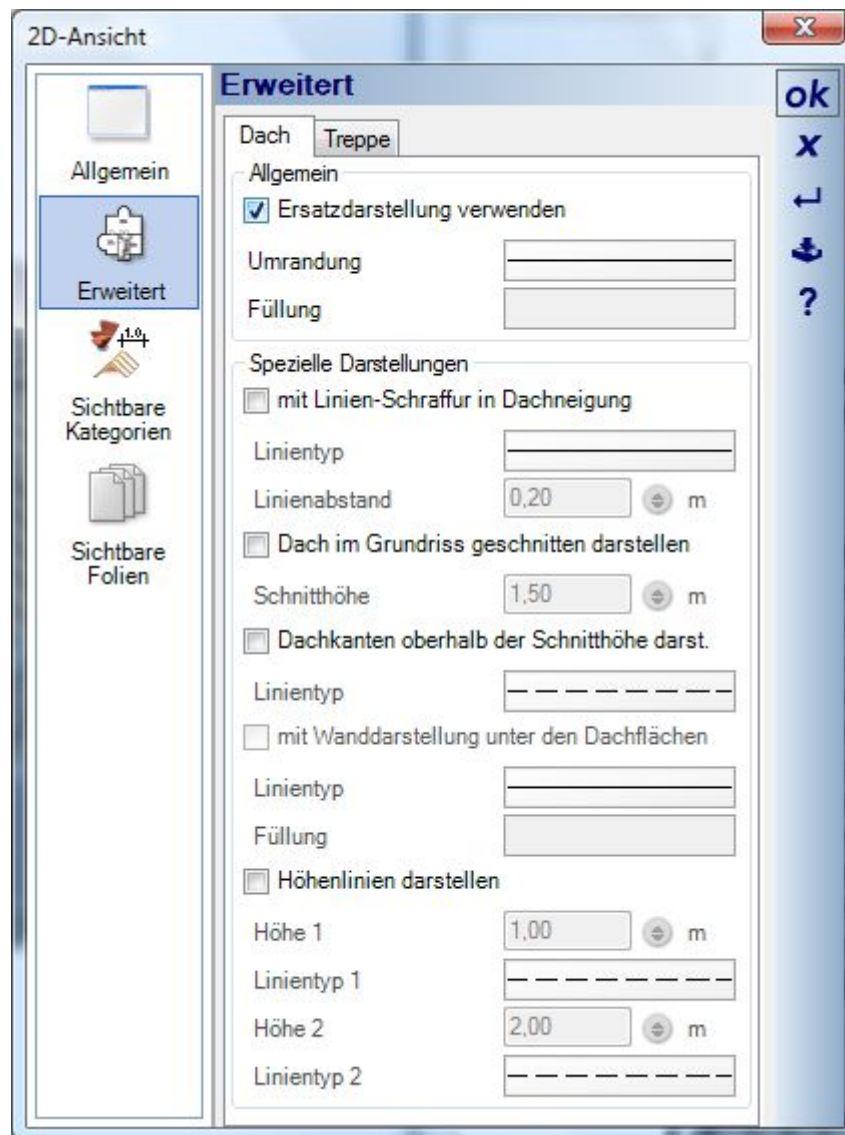 2D-Ansicht
Allgemein
Erweitert
1.0
Sichtbare
Kategorien
Sichtbare
Folien
Erweitert
Dach
Treppe
Allgemein
Ersatzdarstellung verwenden
Umrandung
Füllung
Spezielle Darstellungen
mit Linien-Schraffur in Dachneigung
Linientyp
Linienabstand 0,20 m
Dach im Grundriss geschnitten darstellen
Schnitthöhe 1,50 m
Dachkanten oberhalb der Schnitthöhe darst.
Linientyp
mit Wanddarstellung unter den Dachflächen
Linientyp
Füllung
Höhenlinien darstellen
Höhe 1 1,00 m
Linientyp 1
Höhe 2 2,00 m
Linientyp 2
ok
x
?